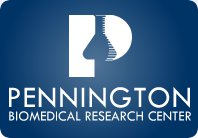 P
PENNINGTON
BIOMEDICAL RESEARCH CENTER